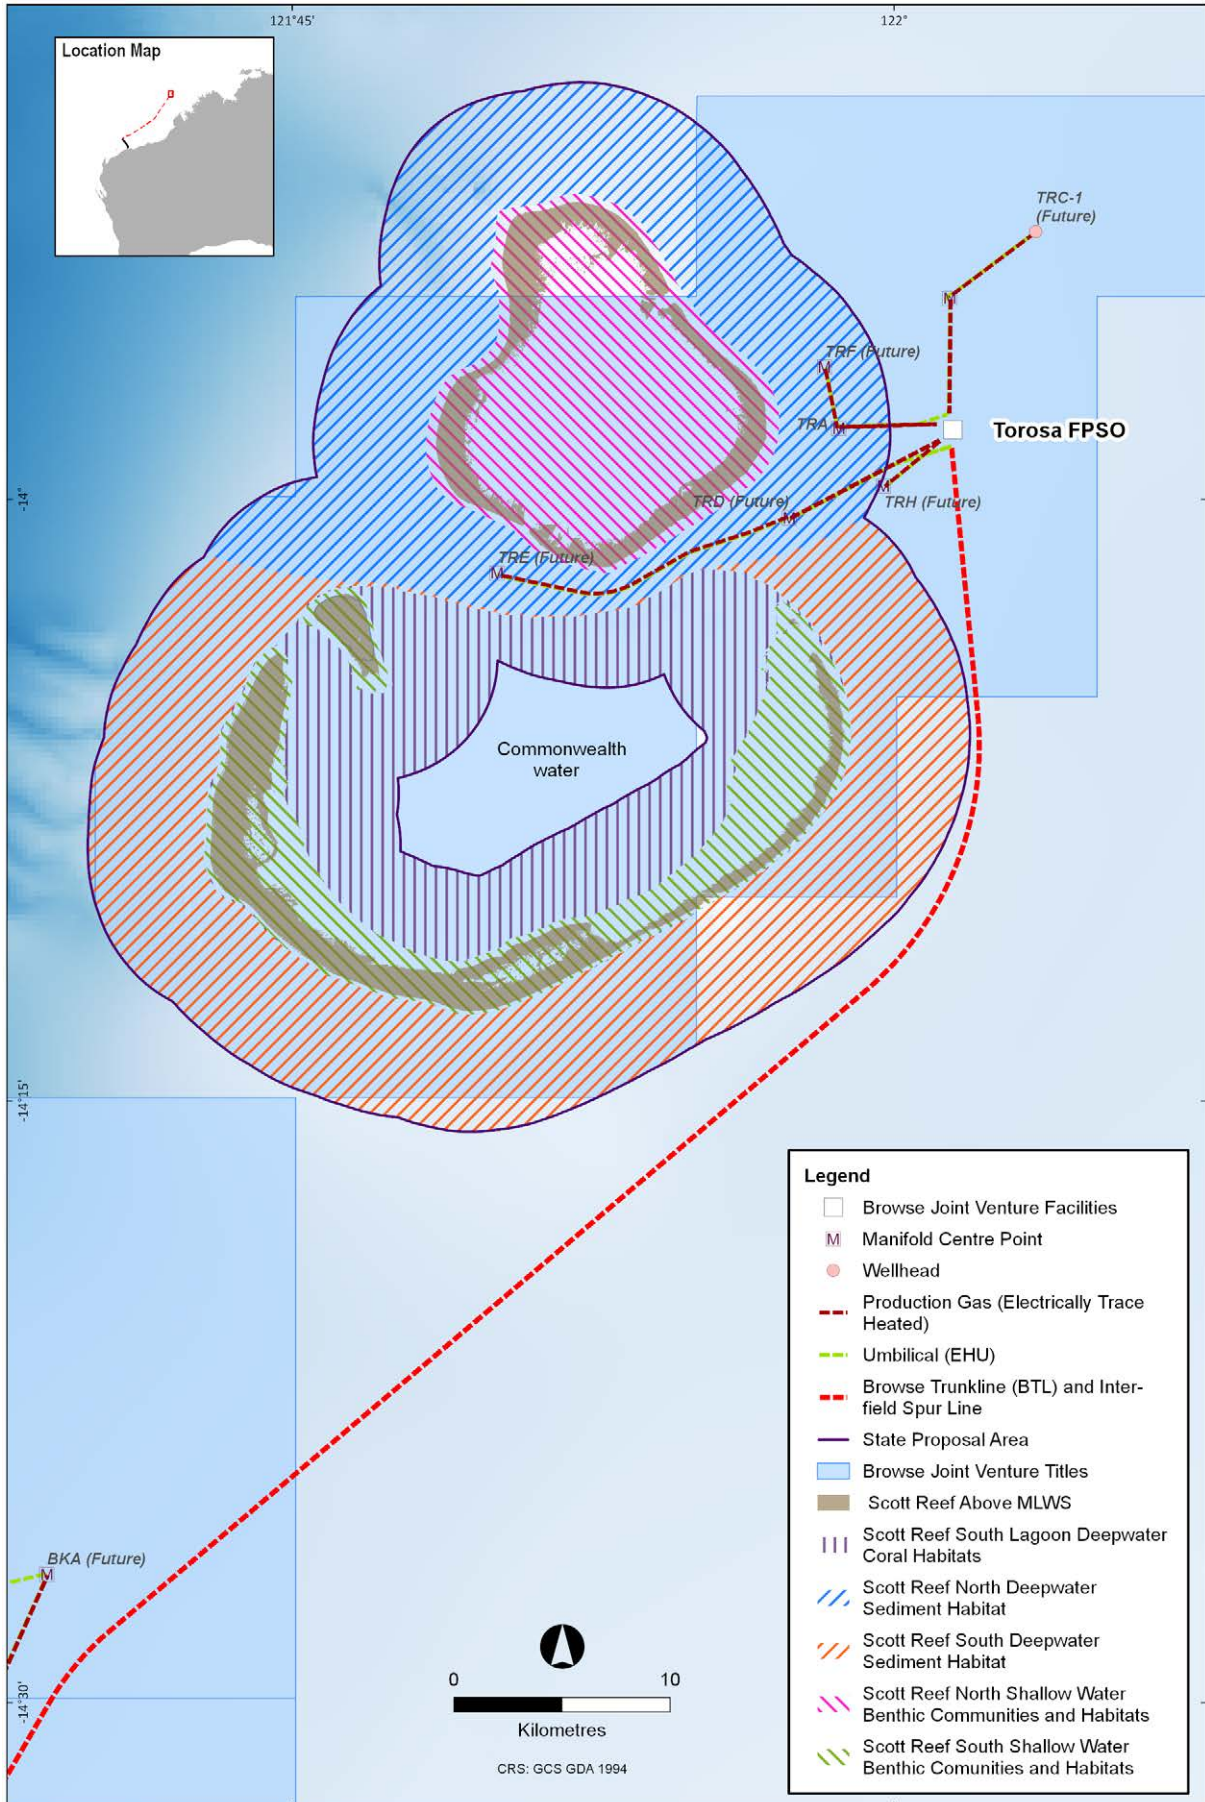 121°45'
122°
Location Map
TRC-1
(Future)
M
TRF (Future)
M
TRA
M
Torosa FPSO
-14°
TRD (Future)
M
M
TRH (Future)
TRE (Future)
M
Commonwealth
water
-14°15'
Legend
Browse Joint Venture Facilities
M Manifold Centre Point
Wellhead
Production Gas (Electrically Trace
Heated)
Umbilical (EHU)
Browse Trunkline (BTL) and Inter-
field Spur Line
State Proposal Area
Browse Joint Venture Titles
Scott Reef Above MLWS
Scott Reef South Lagoon Deepwater
Coral Habitats
Scott Reef North Deepwater
Sediment Habitat
Scott Reef South Deepwater
Sediment Habitat
Scott Reef North Shallow Water
Benthic Communities and Habitats
Scott Reef South Shallow Water
Benthic Comunities and Habitats
BKA (Future)
M
-14°30'
0 10
Kilometres
CRS: GCS GDA 1994